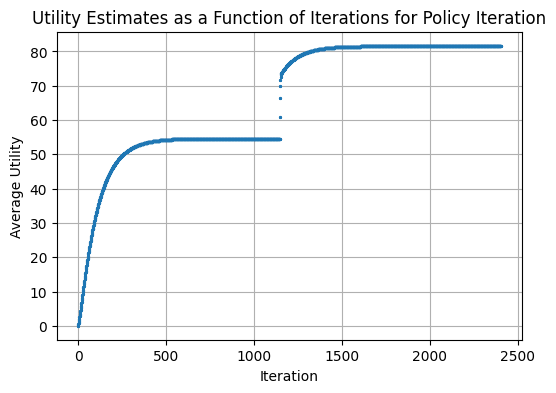 Utility Estimates as a Function of Iterations for Policy Iteration
80
70
60
50
40
30
20
10
0
Average Utility
0 500 1000 1500 2000 2500
Iteration